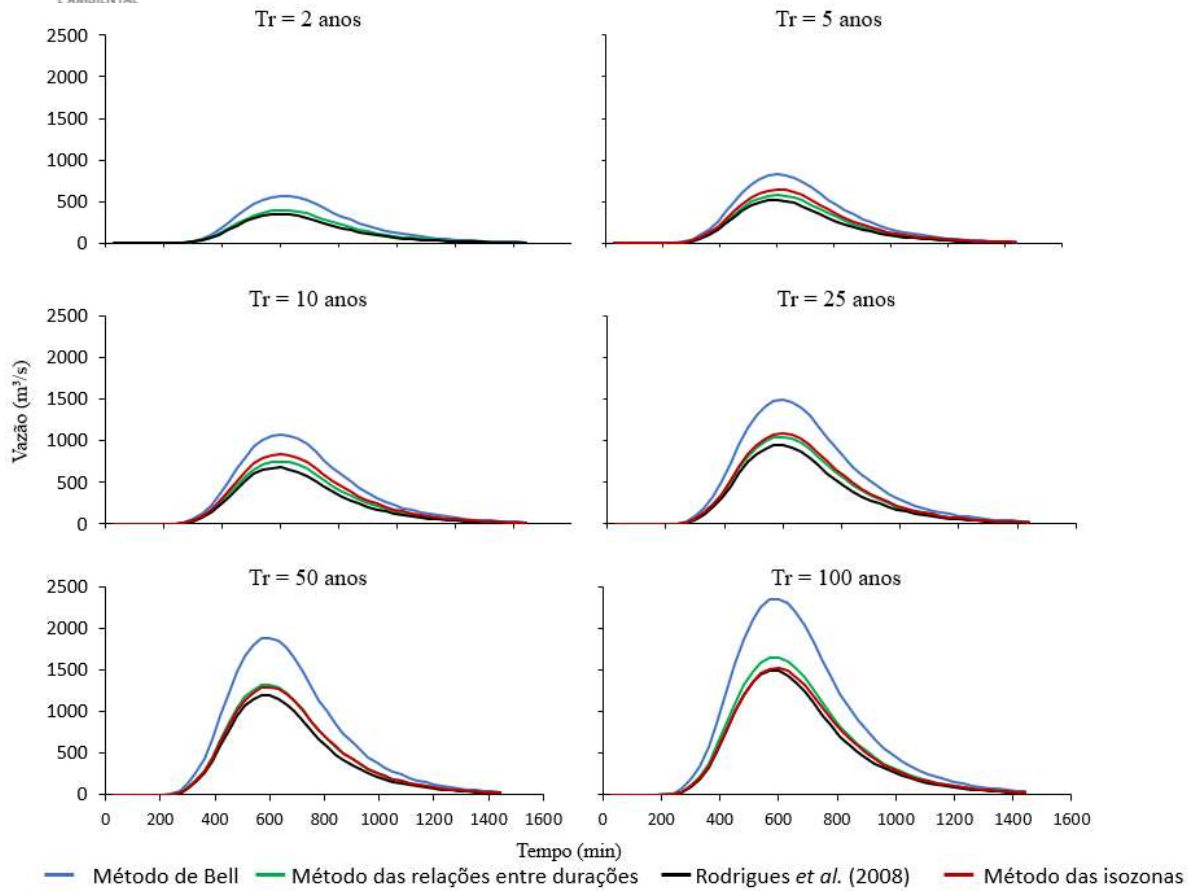 E AMBIENTAL
Tr = 2 anos
Tr = 5 anos
2500
2000
1500
1000
500
0
Tr = 10 anos
Tr = 25 anos
2500
2000
1500
1000
500
0
Vazão (m³/s)
Tr = 50 anos
Tr = 100 anos
2500
2000
1500
1000
500
0
0 200 400 600 800 1000 1200 1400 1600
0 200 400 600 800 1000 1200 1400 1600
Tempo (min)
Método de Bell Método das relações entre durações Rodrigues et al. (2008) Método das isozonas